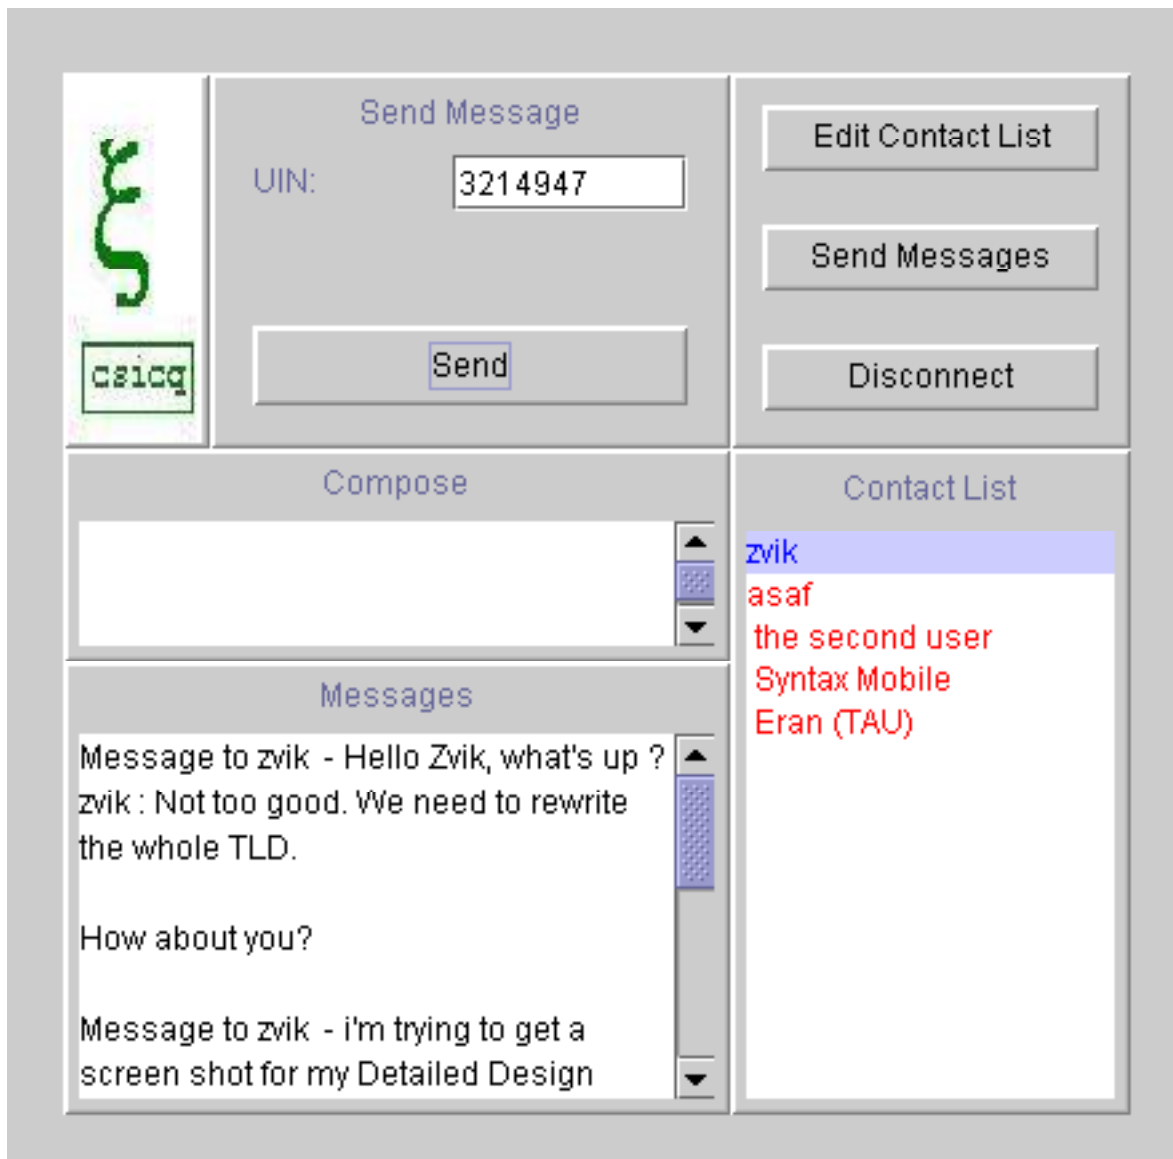 ξ
csicq
Send Message
UIN:
3214947
Send
Edit Contact List
Send Messages
Disconnect
Compose
Contact List
zvik
asaf
the second user
Syntax Mobile
Eran (TAU)
Messages
Message to zvik - Hello Zvik, what's up ?
zvik : Not too good. We need to rewrite
the whole TLD.
How about you?
Message to zvik - i'm trying to get a
screen shot for my Detailed Design